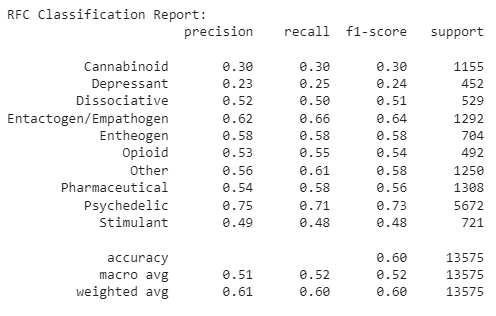 RFC Classification Report:
precision recall f1-score support
Cannabinoid 0.30 0.30 0.30 1155
Depressant 0.23 0.25 0.24 452
Dissociative 0.52 0.50 0.51 529
Entactogen/Empathogen 0.62 0.66 0.64 1292
Entheogen 0.58 0.58 0.58 704
Opioid 0.53 0.55 0.54 492
Other 0.56 0.61 0.58 1250
Pharmaceutical 0.54 0.58 0.56 1308
Psychedelic 0.75 0.71 0.73 5672
Stimulant 0.49 0.48 0.48 721
accuracy 0.60 13575
macro avg 0.51 0.52 0.52 13575
weighted avg 0.61 0.60 0.60 13575